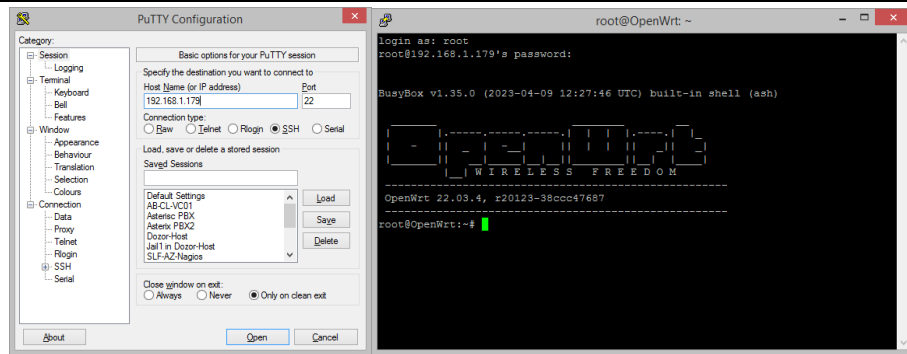 PuTTY Configuration
Category:
Session
Logging
Terminal
Keyboard
Bell
Features
Window
Appearance
Behaviour
Translation
Selection
Colours
Connection
Data
Proxy
Telnet
Rlogin
SSH
Serial
Basic options for your PuTTY session
Specify the destination you want to connect to
Host Name (or IP address) Port
192.168.1.179 22
Connection type:
Raw Telnet Rlogin SSH Serial
Load, save or delete a stored session
Saved Sessions
Default Settings
AB-CL-VC01
Asterisc PBX
Asterix PBX2
Dozor-Host
Jail1 in Dozor-Host
SLF-AZ-Nagios
Load
Save
Delete
Close window on exit:
Always Never Only on clean exit
About Open Cancel
root@OpenWrt: ~
login as: root
root@192.168.1.179's password:
BusyBox v1.35.0 (2023-04-09 12:27:46 UTC) built-in shell (ash)
OpenWrt
W I R E L E S S F R E E D O M
-----------------------------------------------------
OpenWrt 22.03.4, r20123-38ccc47687
-----------------------------------------------------
root@OpenWrt:~#